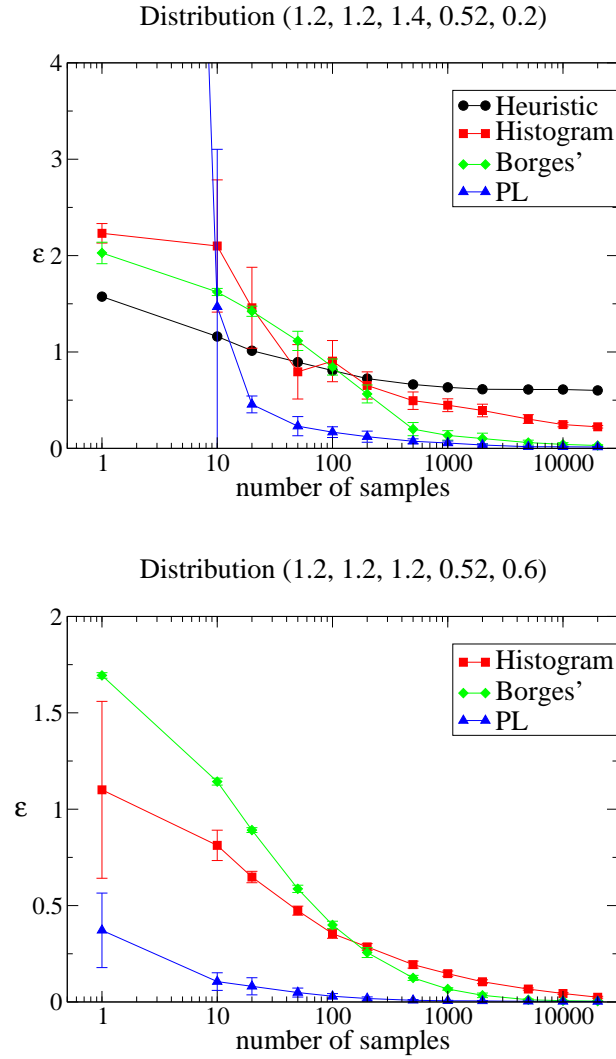 Distribution (1.2, 1.2, 1.4, 0.52, 0.2)
4
3
2
1
0
ε
Heuristic
Histogram
Borges’
PL
1 10 100 1000 10000
number of samples
Distribution (1.2, 1.2, 1.2, 0.52, 0.6)
2
1.5
1
0.5
0
ε
Histogram
Borges’
PL
1 10 100 1000 10000
number of samples